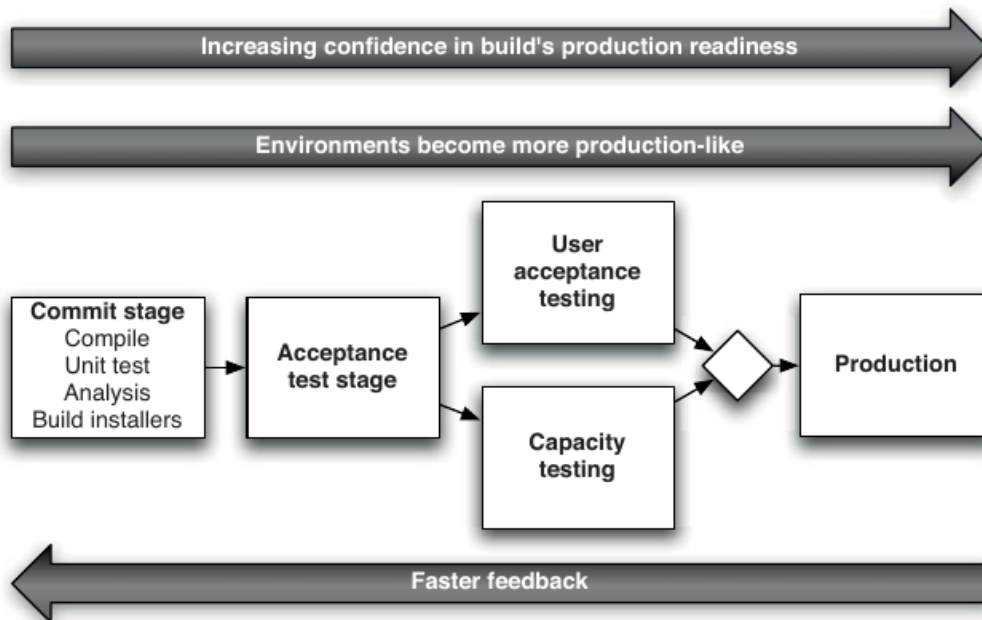 Increasing confidence in build's production readiness
Environments become more production-like
Commit stage
Compile
Unit test
Analysis
Build installers
Acceptance
test stage
User
acceptance
testing
Capacity
testing
Production
Faster feedback